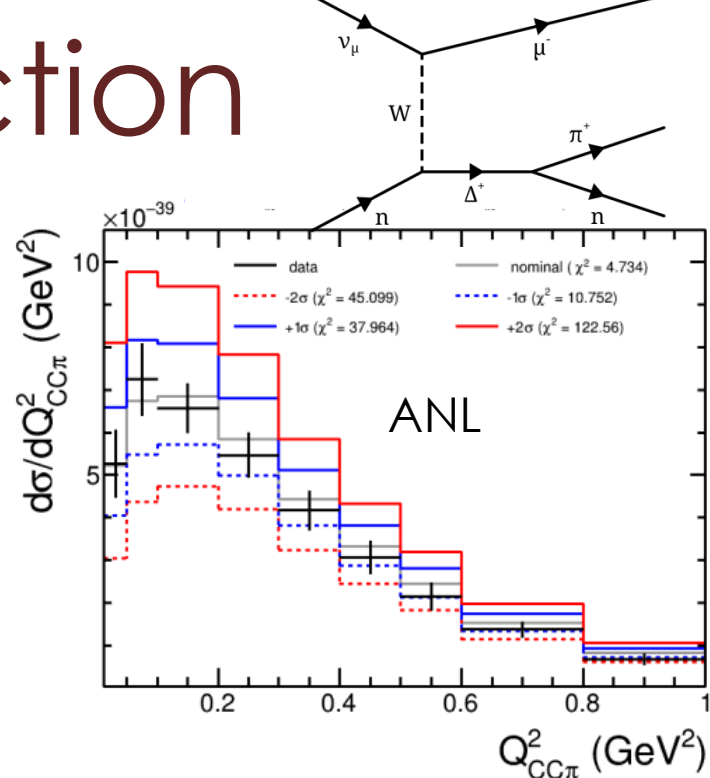 ction
ν_μ
μ⁻
W
π⁺
Δ⁺
n
n
×10⁻³⁹
dσ/dQ²_CCπ (GeV²)
10
5
data
nominal ( χ² = 4.734)
-2σ (χ² = 45.099)
-1σ (χ² = 10.752)
+1σ (χ² = 37.964)
+2σ (χ² = 122.56)
ANL
0.2 0.4 0.6 0.8 1
Q²_CCπ (GeV²)